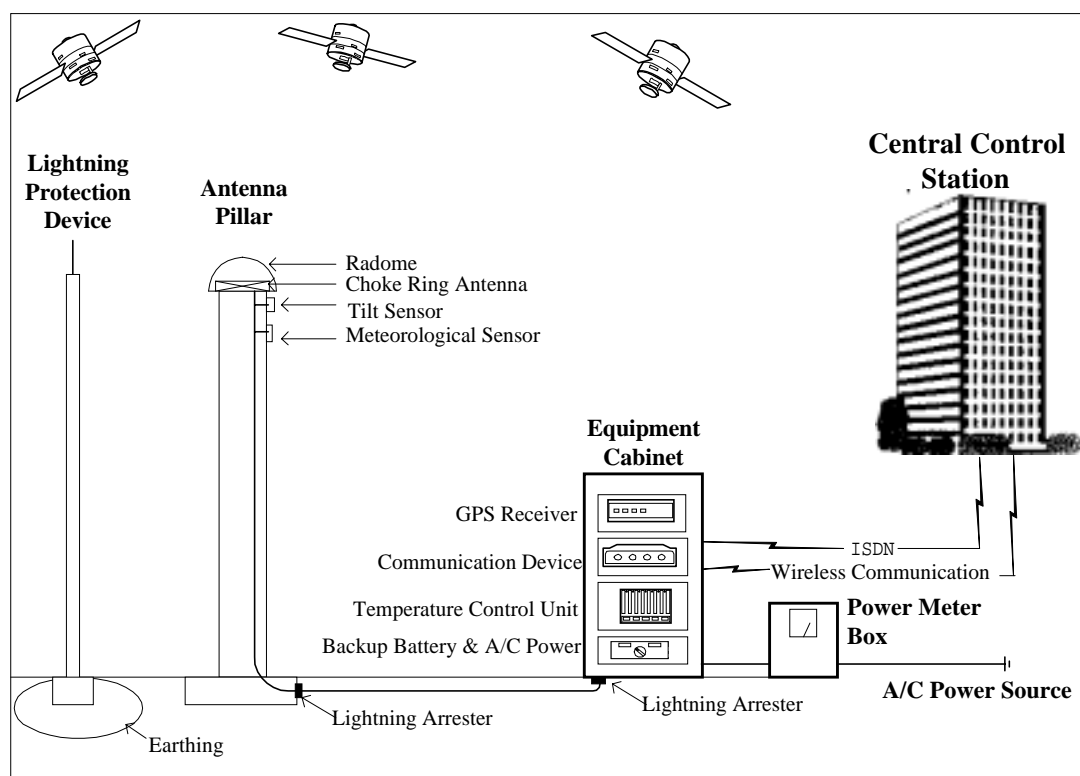 Central Control
Station
Lightning
Protection
Device
Antenna
Pillar
Radome
Choke Ring Antenna
Tilt Sensor
Meteorological Sensor
Equipment
Cabinet
GPS Receiver
Communication Device
Temperature Control Unit
Backup Battery & A/C Power
ISDN
Wireless Communication
Power Meter
Box
A/C Power Source
Lightning Arrester
Lightning Arrester
Earthing